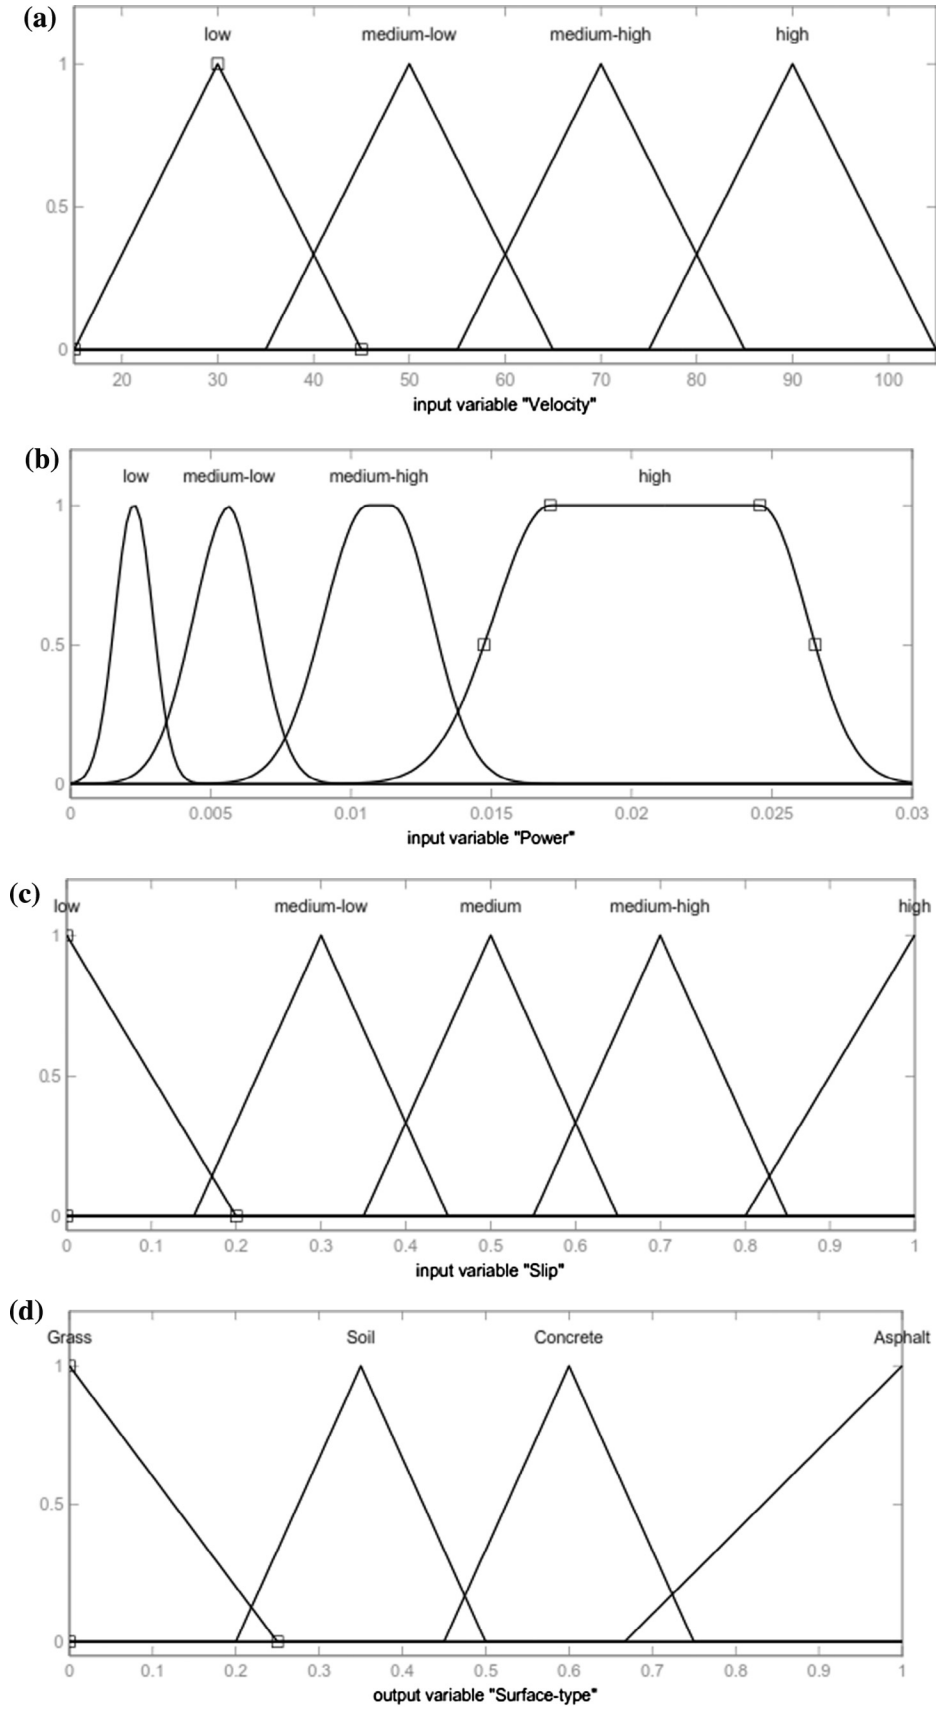 (a)
low medium-low medium-high high
1
0.5
0
20 30 40 50 60 70 80 90 100
input variable "Velocity"
(b)
low medium-low medium-high high
1
0.5
0
0 0.005 0.01 0.015 0.02 0.025 0.03
input variable "Power"
(c)
low medium-low medium medium-high high
1
0.5
0
0 0.1 0.2 0.3 0.4 0.5 0.6 0.7 0.8 0.9 1
input variable "Slip"
(d)
Grass Soil Concrete Asphalt
1
0.5
0
0 0.1 0.2 0.3 0.4 0.5 0.6 0.7 0.8 0.9 1
output variable "Surface-type"